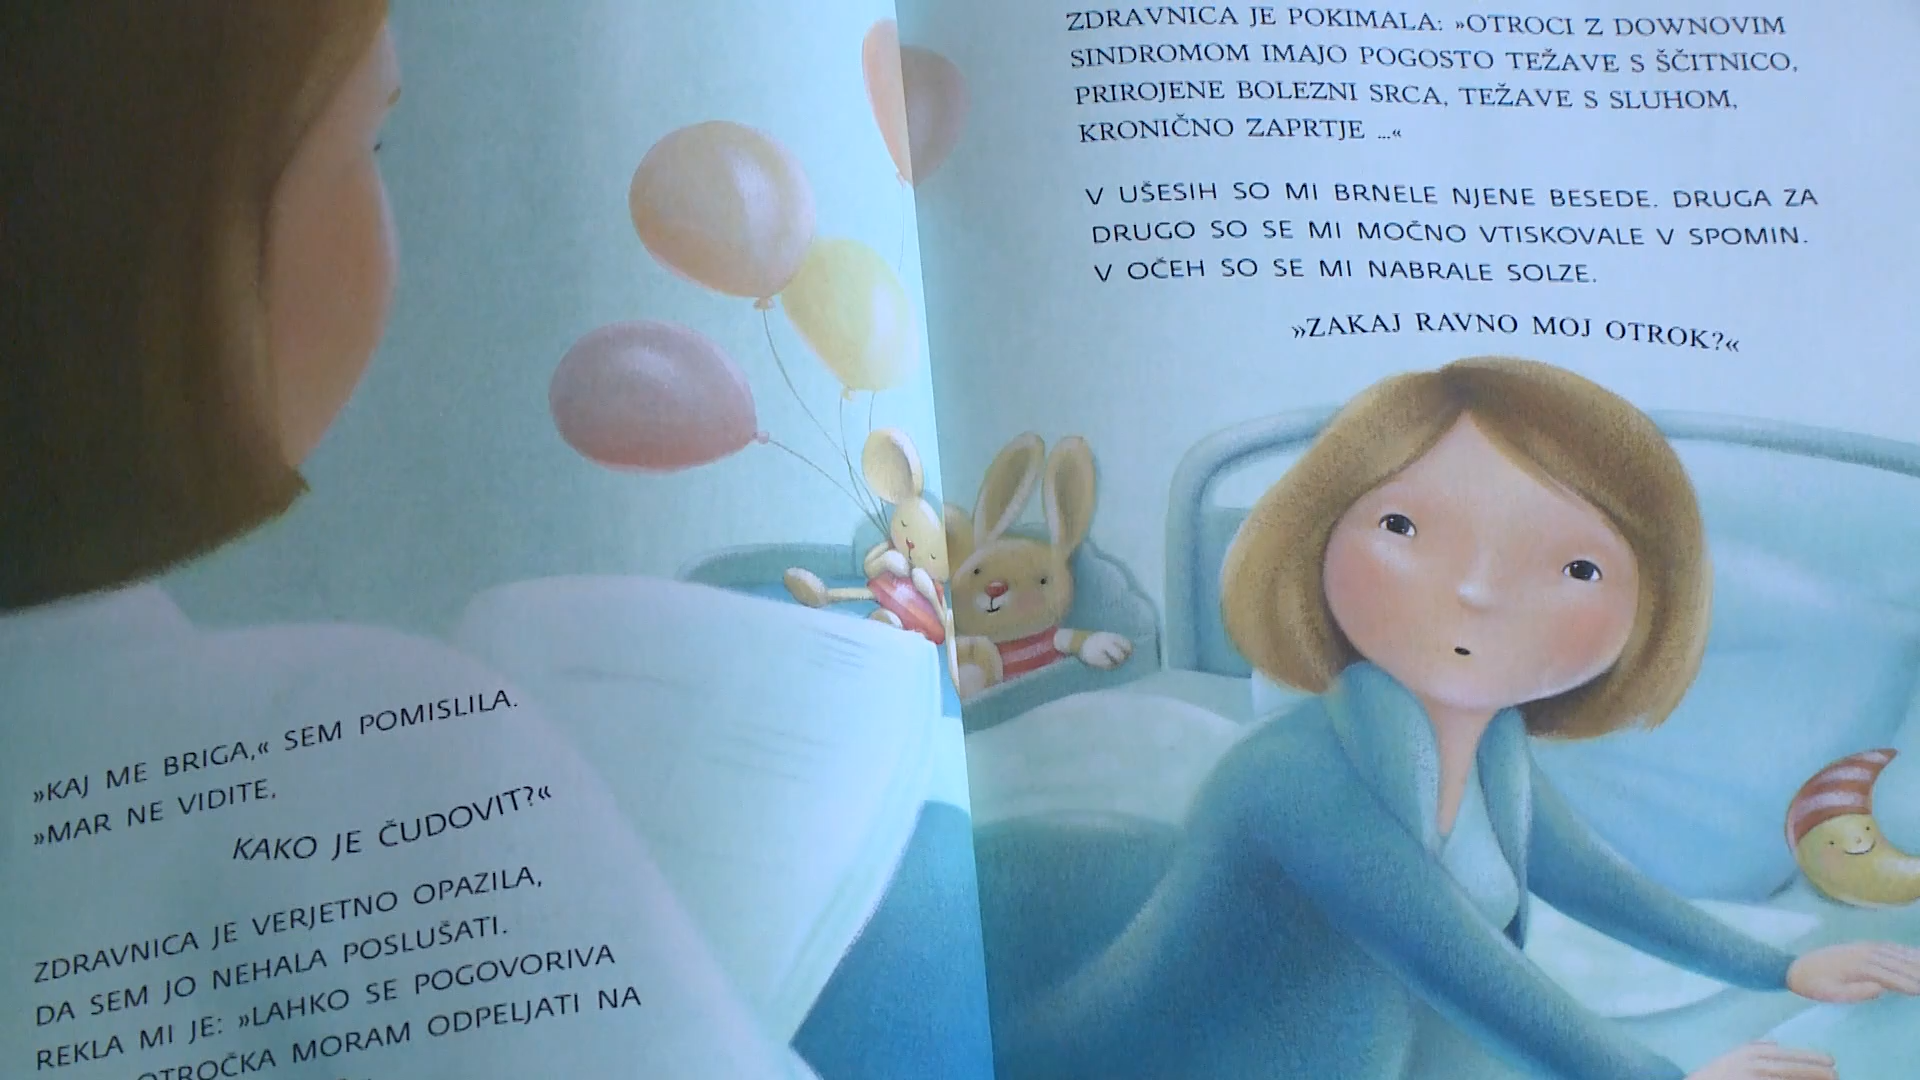 »KAJ ME BRIGA,« SEM POMISLILA.
»MAR NE VIDITE,
KAKO JE ČUDOVIT?«
ZDRAVNICA JE VERJETNO OPAZILA,
DA SEM JO NEHALA POSLUŠATI.
REKLA MI JE: »LAHKO SE POGOVORIVA
OTROČKA MORAM ODPELJATI NA
ZDRAVNICA JE POKIMALA: »OTROCI Z DOWNOVIM
SINDROMOM IMAJO POGOSTO TEŽAVE S ŠČITNICO,
PRIROJENE BOLEZNI SRCA, TEŽAVE S SLUHOM,
KRONIČNO ZAPRTJE ...«
V UŠESIH SO MI BRNELE NJENE BESEDE. DRUGA ZA
DRUGO SO SE MI MOČNO VTISKOVALE V SPOMIN.
V OČEH SO SE MI NABRALE SOLZE.
»ZAKAJ RAVNO MOJ OTROK?«